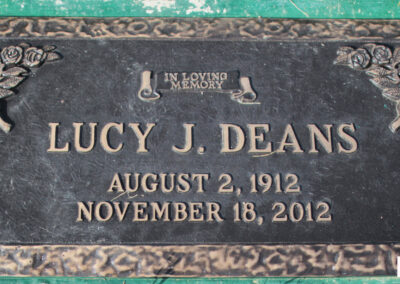 IN LOVING
MEMORY
LUCY J. DEANS
AUGUST 2, 1912
NOVEMBER 18, 2012